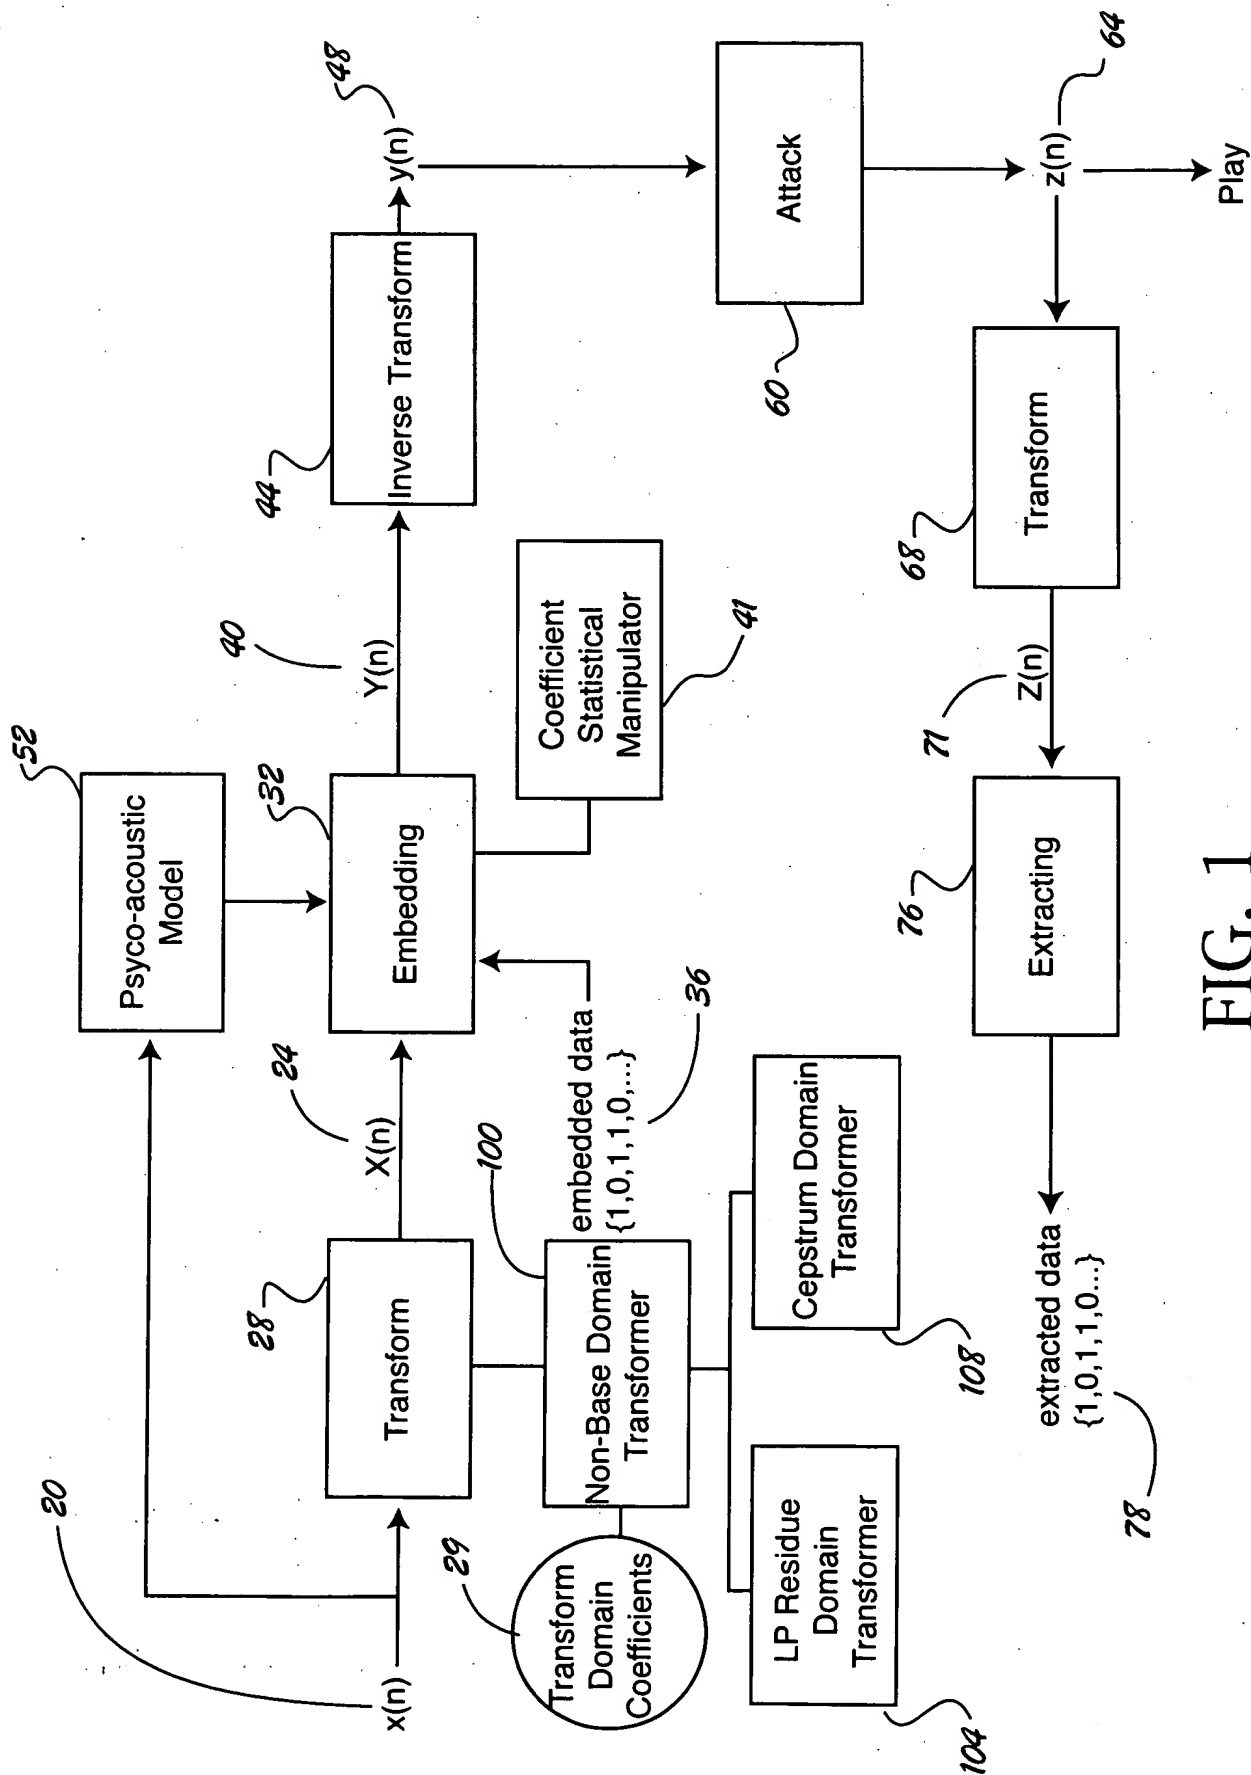 52
Psyco-acoustic
Model
20
x(n)
28
Transform
24
X(n)
32
Embedding
40
Y(n)
44
Inverse Transform
48
y(n)
29
Transform
Domain
Coefficients
100
Non-Base Domain
Transformer
embedded data
{1,0,1,1,0,...}
36
Coefficient
Statistical
Manipulator
41
104
LP Residue
Domain
Transformer
108
Cepstrum Domain
Transformer
60
Attack
64
z(n)
Play
68
Transform
71
Z(n)
76
Extracting
extracted data
{1,0,1,1,0...}
78
FIG. 1